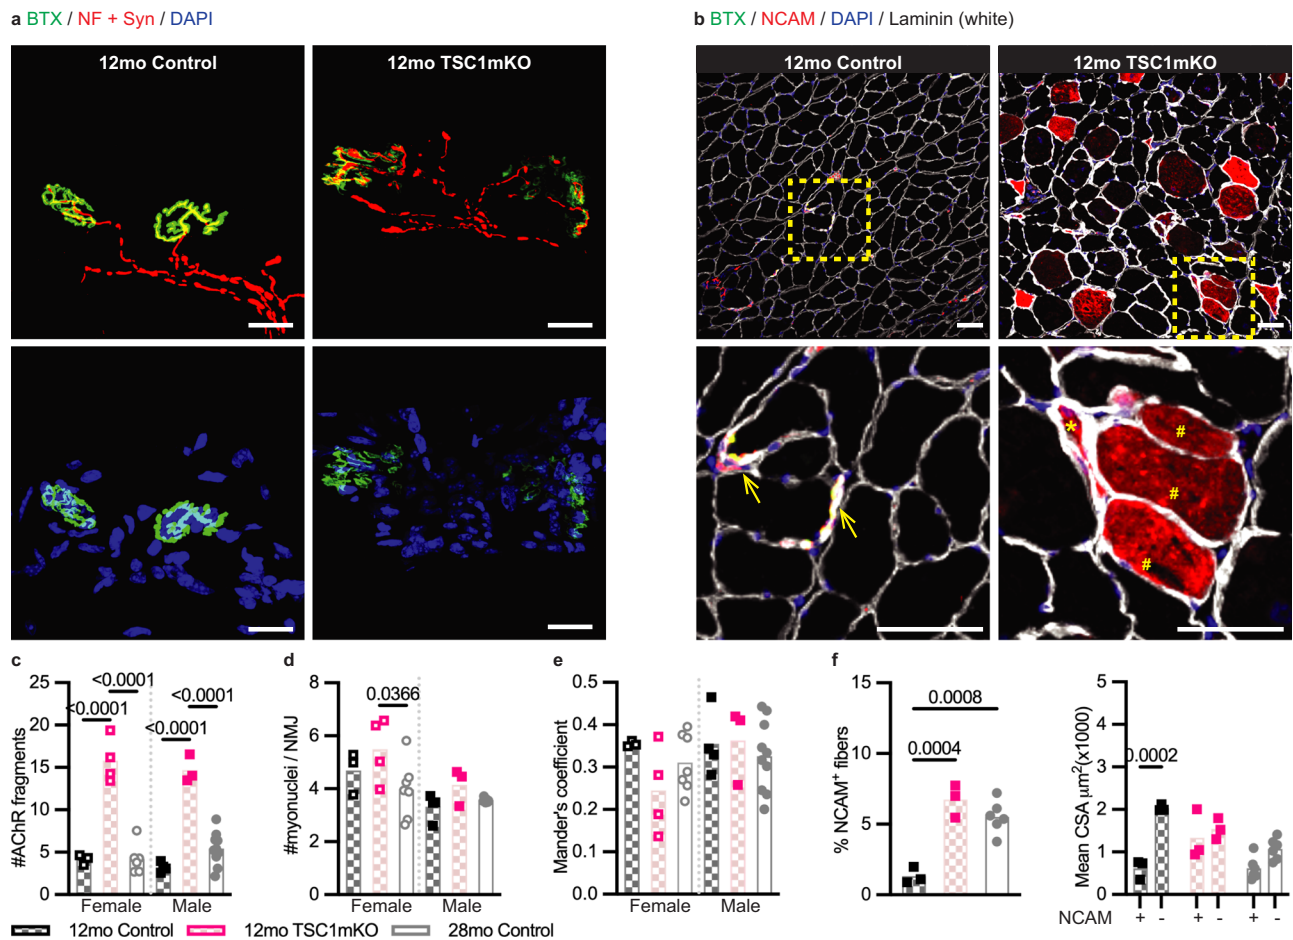 a BTX / NF + Syn / DAPI
12mo Control
12mo TSC1mKO
b BTX / NCAM / DAPI / Laminin (white)
12mo Control
12mo TSC1mKO
*
#
#
#
c
25
20
15
10
5
0
#AChR fragments
<0.0001
<0.0001
<0.0001
<0.0001
Female
Male
d
8
6
4
2
0
#myonuclei / NMJ
0.0366
Female
Male
e
0.5
0.4
0.3
0.2
0.1
0.0
Mander's coefficient
Female
Male
f
15
10
5
0
% NCAM⁺ fibers
0.0008
0.0004
5
4
3
2
1
0
Mean CSA µm²(x1000)
0.0002
NCAM + - + - + -
12mo Control
12mo TSC1mKO
28mo Control